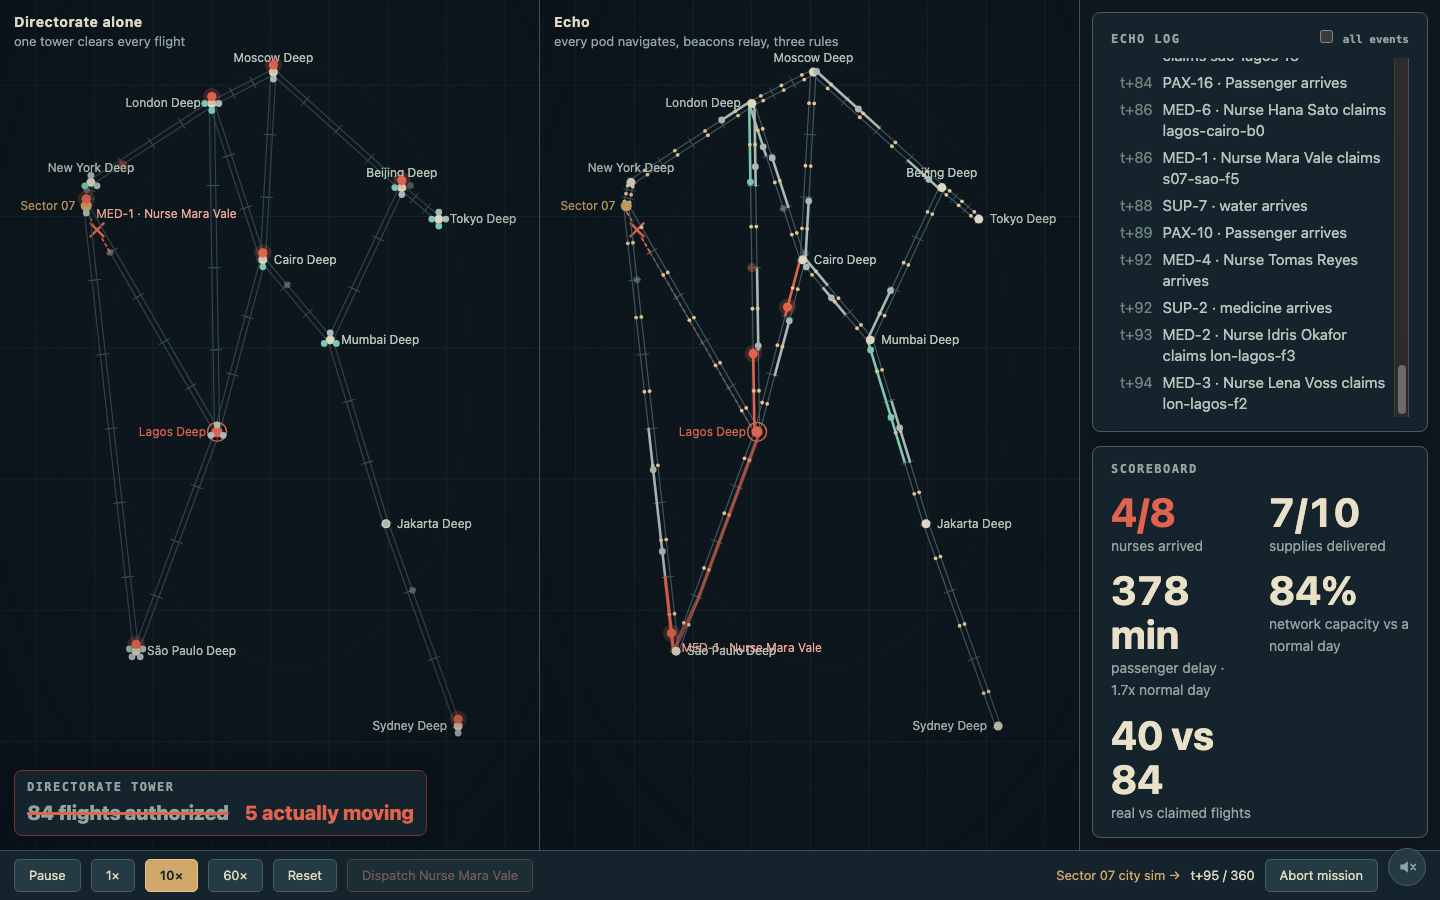 Directorate alone
one tower clears every flight
Moscow Deep
London Deep
New York Deep
Beijing Deep
Sector 07
MED-1 · Nurse Mara Vale
Tokyo Deep
Cairo Deep
Mumbai Deep
Lagos Deep
Jakarta Deep
São Paulo Deep
Sydney Deep
DIRECTORATE TOWER
84 flights authorized 5 actually moving
Echo
every pod navigates, beacons relay, three rules
Moscow Deep
London Deep
New York Deep
Beijing Deep
Sector 07
Tokyo Deep
Cairo Deep
Mumbai Deep
Lagos Deep
Jakarta Deep
MED-1 · Nurse Mara Vale
São Paulo Deep
Sydney Deep
ECHO LOG
all events
t+84 PAX-16 · Passenger arrives
t+86 MED-6 · Nurse Hana Sato claims
lagos-cairo-b0
t+86 MED-1 · Nurse Mara Vale claims
s07-sao-f5
t+88 SUP-7 · water arrives
t+89 PAX-10 · Passenger arrives
t+92 MED-4 · Nurse Tomas Reyes
arrives
t+92 SUP-2 · medicine arrives
t+93 MED-2 · Nurse Idris Okafor
claims lon-lagos-f3
t+94 MED-3 · Nurse Lena Voss claims
lon-lagos-f2
SCOREBOARD
4/8
nurses arrived
7/10
supplies delivered
378
min
passenger delay ·
1.7x normal day
84%
network capacity vs a
normal day
40 vs
84
real vs claimed flights
Pause
1×
10×
60×
Reset
Dispatch Nurse Mara Vale
Sector 07 city sim →
t+95 / 360
Abort mission